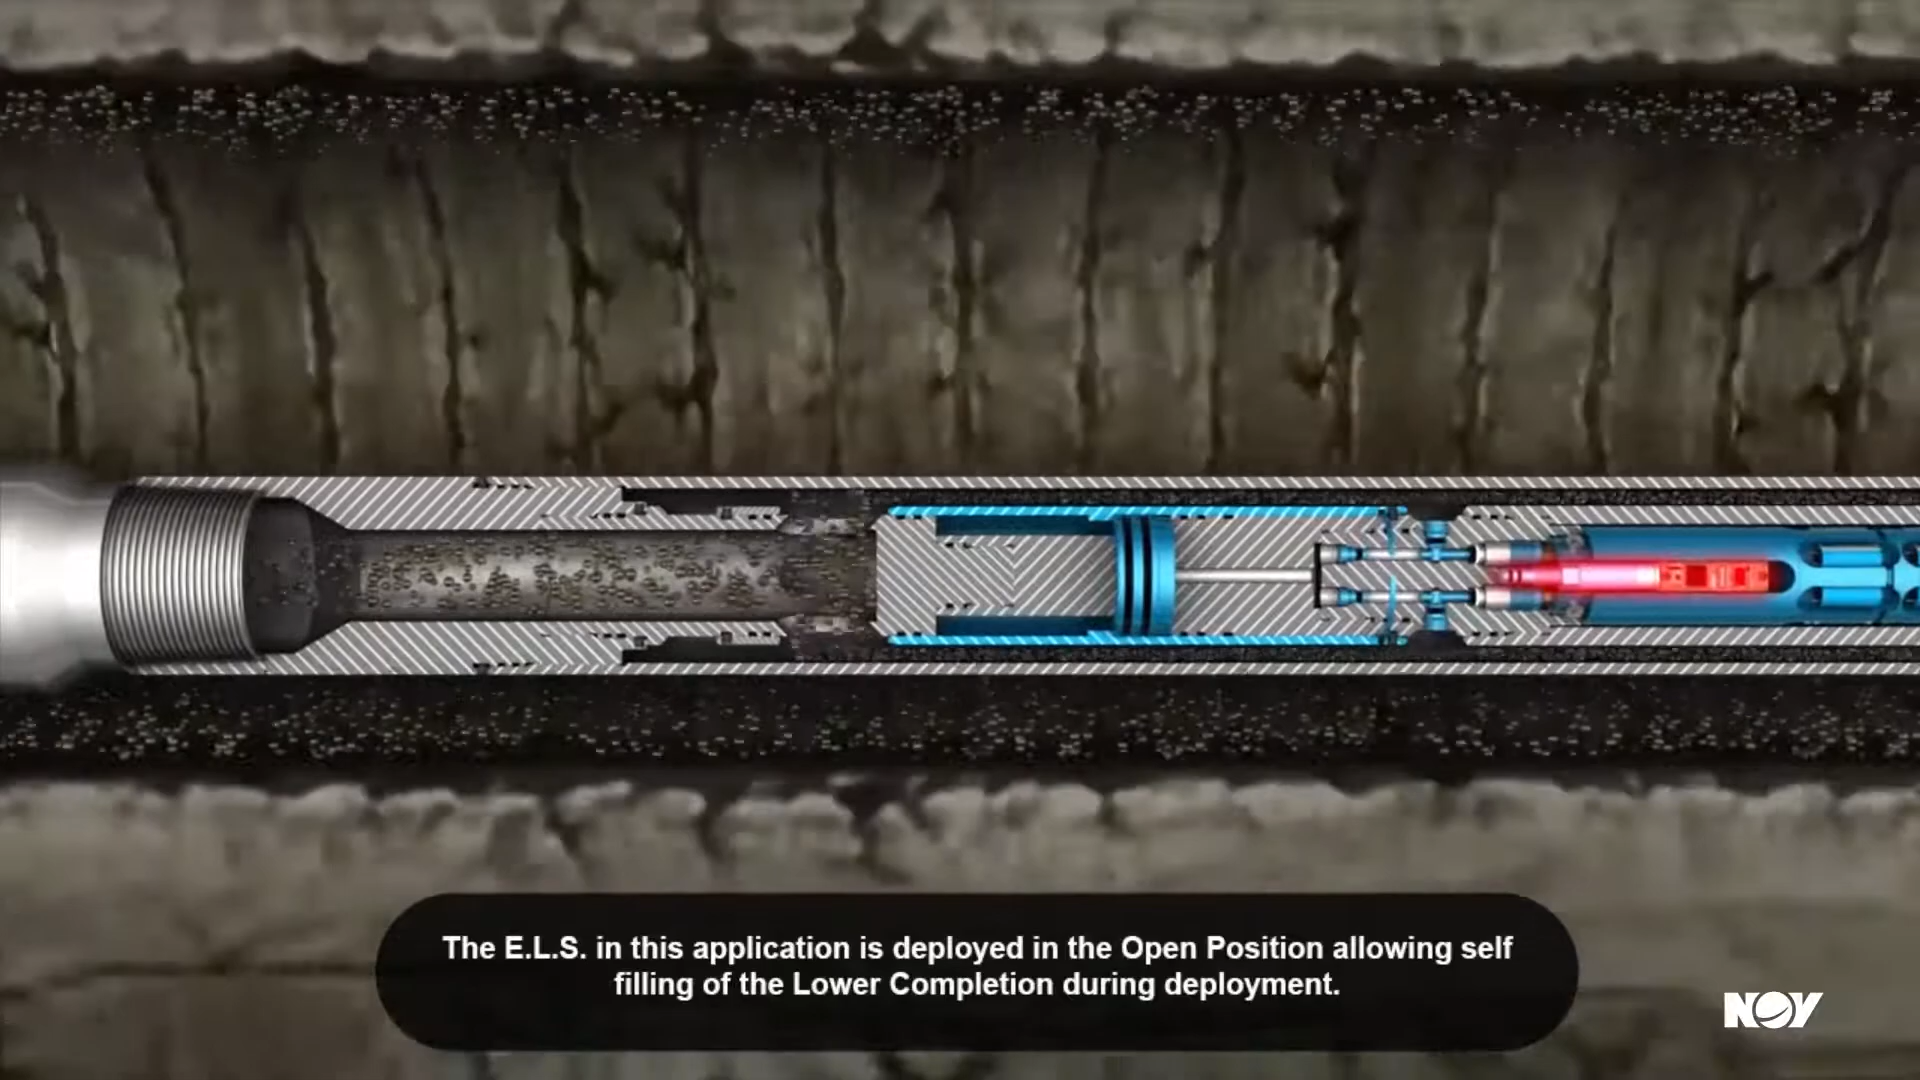 The E.L.S. in this application is deployed in the Open Position allowing self
filling of the Lower Completion during deployment.
NOV